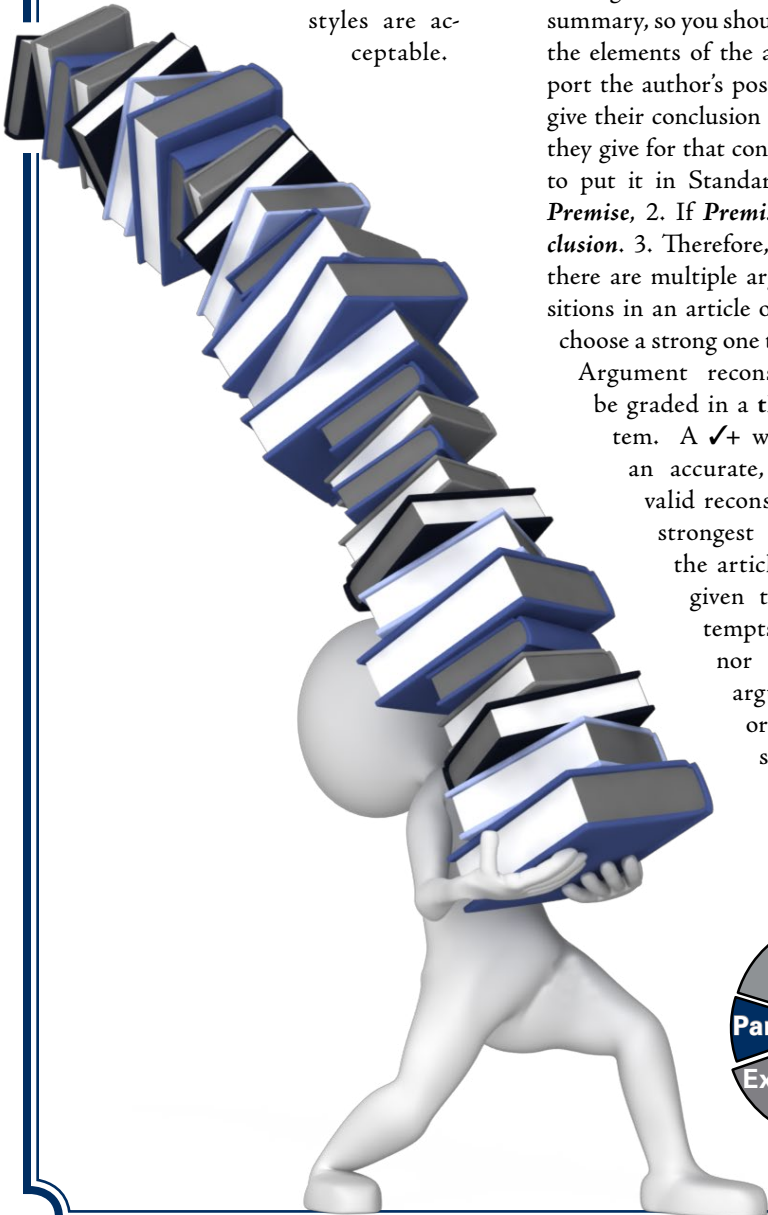 styles are ac-
ceptable.
summary, so you shou
the elements of the a
port the author's pos
give their conclusion
they give for that con
to put it in Standar
Premise, 2. If Premis
clusion. 3. Therefore,
there are multiple arg
sitions in an article o
choose a strong one t
Argument recons
be graded in a t
tem. A ✓+ w
an accurate,
valid recons
strongest
the articl
given t
tempts
nor
arg
or
s
Par
Ex